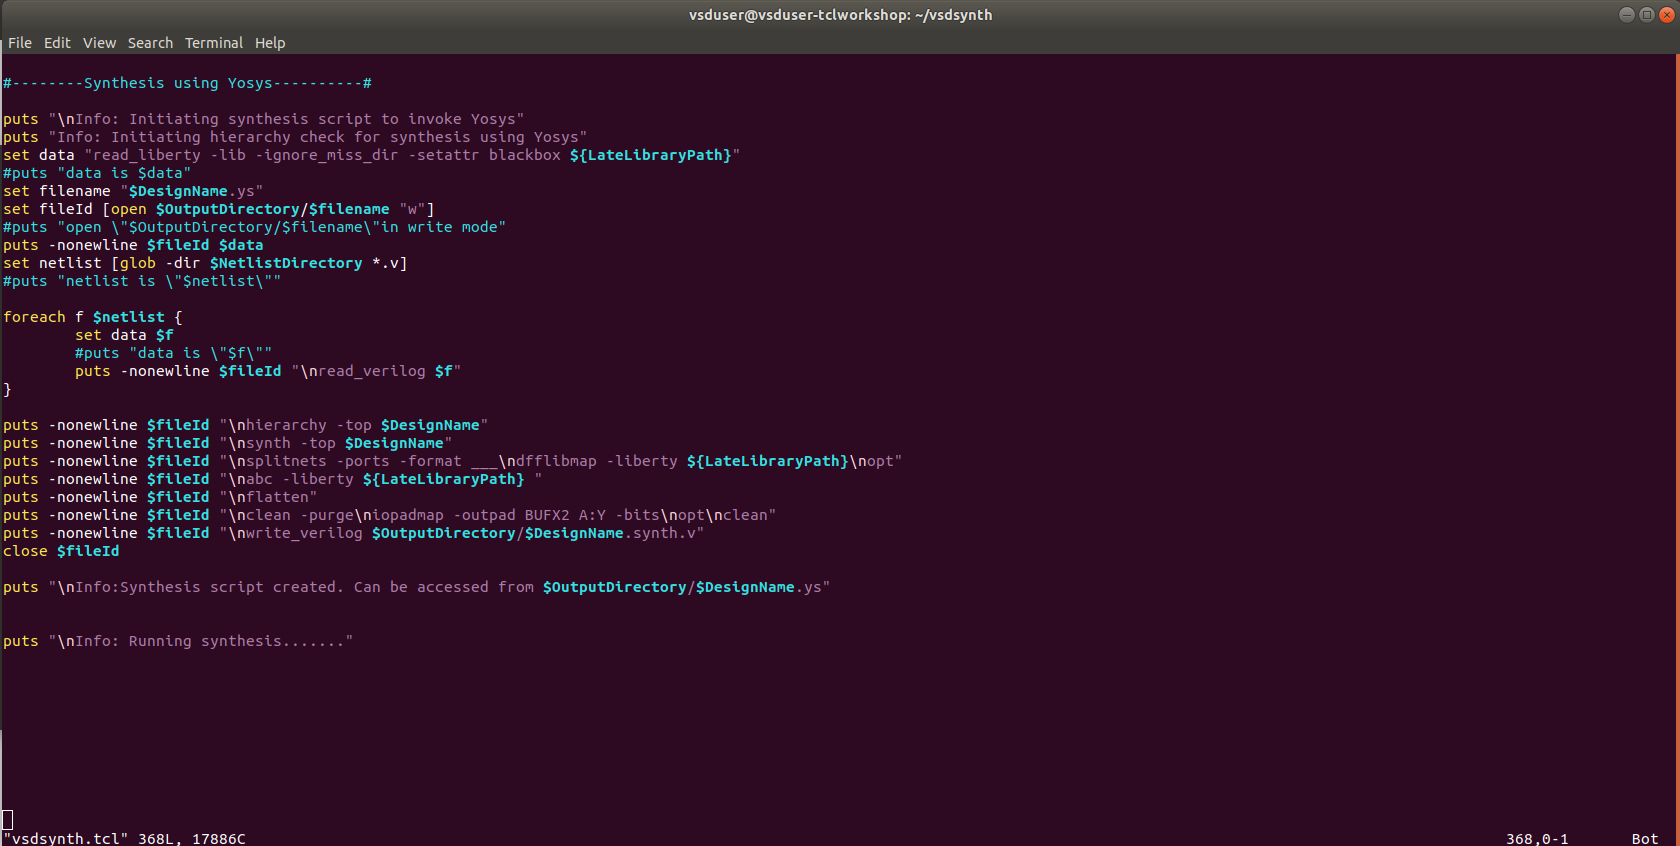 vsduser@vsduser-tclworkshop: ~/vsdsynth
File Edit View Search Terminal Help
#--------Synthesis using Yosys----------#
puts "\nInfo: Initiating synthesis script to invoke Yosys"
puts "Info: Initiating hierarchy check for synthesis using Yosys"
set data "read_liberty -lib -ignore_miss_dir -setattr blackbox ${LateLibraryPath}"
#puts "data is $data"
set filename "$DesignName.ys"
set fileId [open $OutputDirectory/$filename "w"]
#puts "open \"$OutputDirectory/$filename\"in write mode"
puts -nonewline $fileId $data
set netlist [glob -dir $NetlistDirectory *.v]
#puts "netlist is \"$netlist\""
foreach f $netlist {
        set data $f
        #puts "data is \"$f\""
        puts -nonewline $fileId "\nread_verilog $f"
}
puts -nonewline $fileId "\nhierarchy -top $DesignName"
puts -nonewline $fileId "\nsynth -top $DesignName"
puts -nonewline $fileId "\nsplitnets -ports -format ___\ndfflibmap -liberty ${LateLibraryPath}\nopt"
puts -nonewline $fileId "\nabc -liberty ${LateLibraryPath} "
puts -nonewline $fileId "\nflatten"
puts -nonewline $fileId "\nclean -purge\niopadmap -outpad BUFX2 A:Y -bits\nopt\nclean"
puts -nonewline $fileId "\nwrite_verilog $OutputDirectory/$DesignName.synth.v"
close $fileId
puts "\nInfo:Synthesis script created. Can be accessed from $OutputDirectory/$DesignName.ys"
puts "\nInfo: Running synthesis......."
"vsdsynth.tcl" 368L, 17886C 368,0-1 Bot